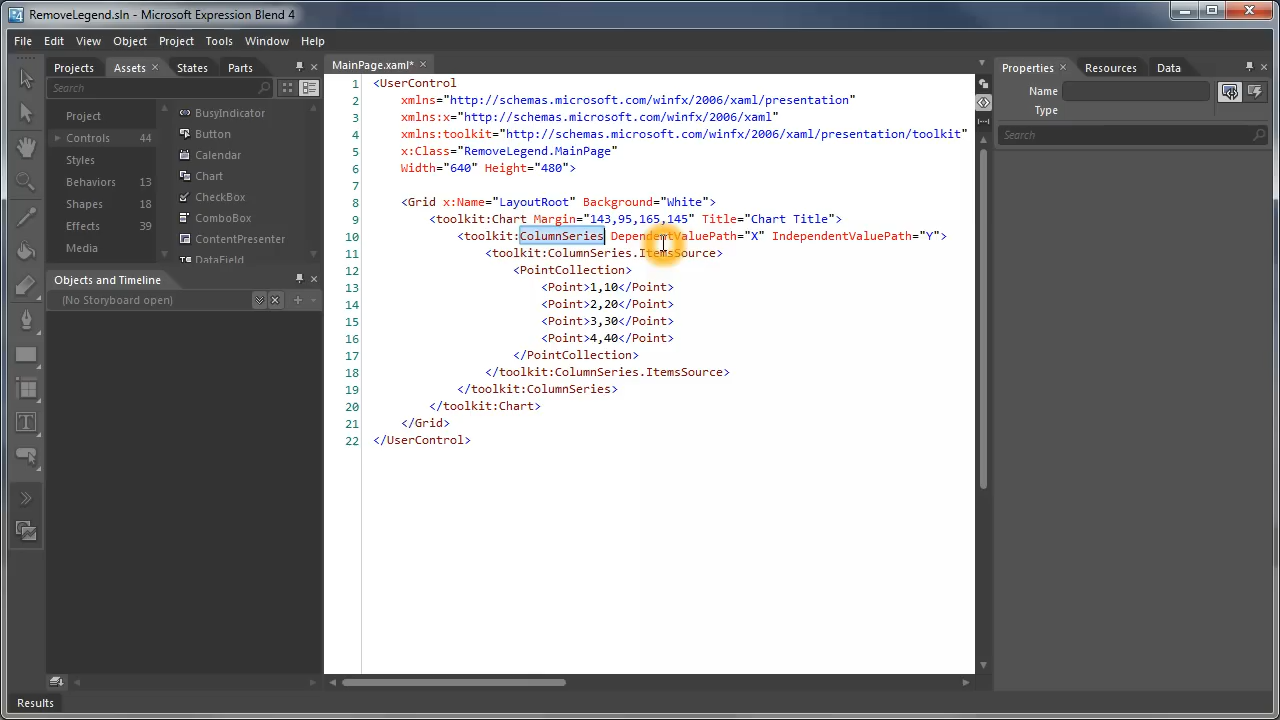 RemoveLegend.sln - Microsoft Expression Blend 4
File Edit View Object Project Tools Window Help
Projects Assets States Parts
Search
Project
Controls 44
Styles
Behaviors 13
Shapes 18
Effects 39
Media
BusyIndicator
Button
Calendar
Chart
CheckBox
ComboBox
ContentPresenter
DataField
Objects and Timeline
(No Storyboard open)
MainPage.xaml*
1 <UserControl
2 xmlns="http://schemas.microsoft.com/winfx/2006/xaml/presentation"
3 xmlns:x="http://schemas.microsoft.com/winfx/2006/xaml"
4 xmlns:toolkit="http://schemas.microsoft.com/winfx/2006/xaml/presentation/toolkit"
5 x:Class="RemoveLegend.MainPage"
6 Width="640" Height="480">
7
8 <Grid x:Name="LayoutRoot" Background="White">
9 <toolkit:Chart Margin="143,95,165,145" Title="Chart Title">
10 <toolkit:ColumnSeries DependentValuePath="X" IndependentValuePath="Y">
11 <toolkit:ColumnSeries.ItemsSource>
12 <PointCollection>
13 <Point>1,10</Point>
14 <Point>2,20</Point>
15 <Point>3,30</Point>
16 <Point>4,40</Point>
17 </PointCollection>
18 </toolkit:ColumnSeries.ItemsSource>
19 </toolkit:ColumnSeries>
20 </toolkit:Chart>
21 </Grid>
22 </UserControl>
Properties Resources Data
Name
Type
Search
Results